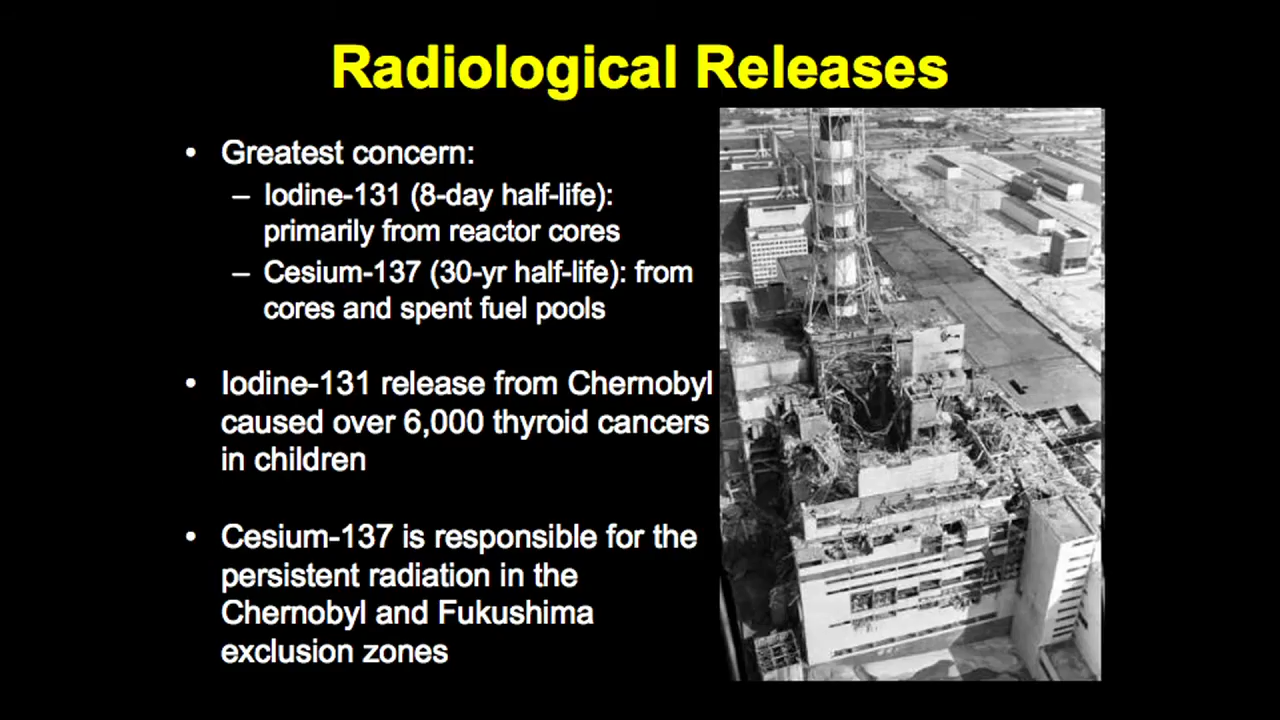 Radiological Releases
• Greatest concern:
– Iodine-131 (8-day half-life):
primarily from reactor cores
– Cesium-137 (30-yr half-life): from
cores and spent fuel pools
• Iodine-131 release from Chernobyl
caused over 6,000 thyroid cancers
in children
• Cesium-137 is responsible for the
persistent radiation in the
Chernobyl and Fukushima
exclusion zones